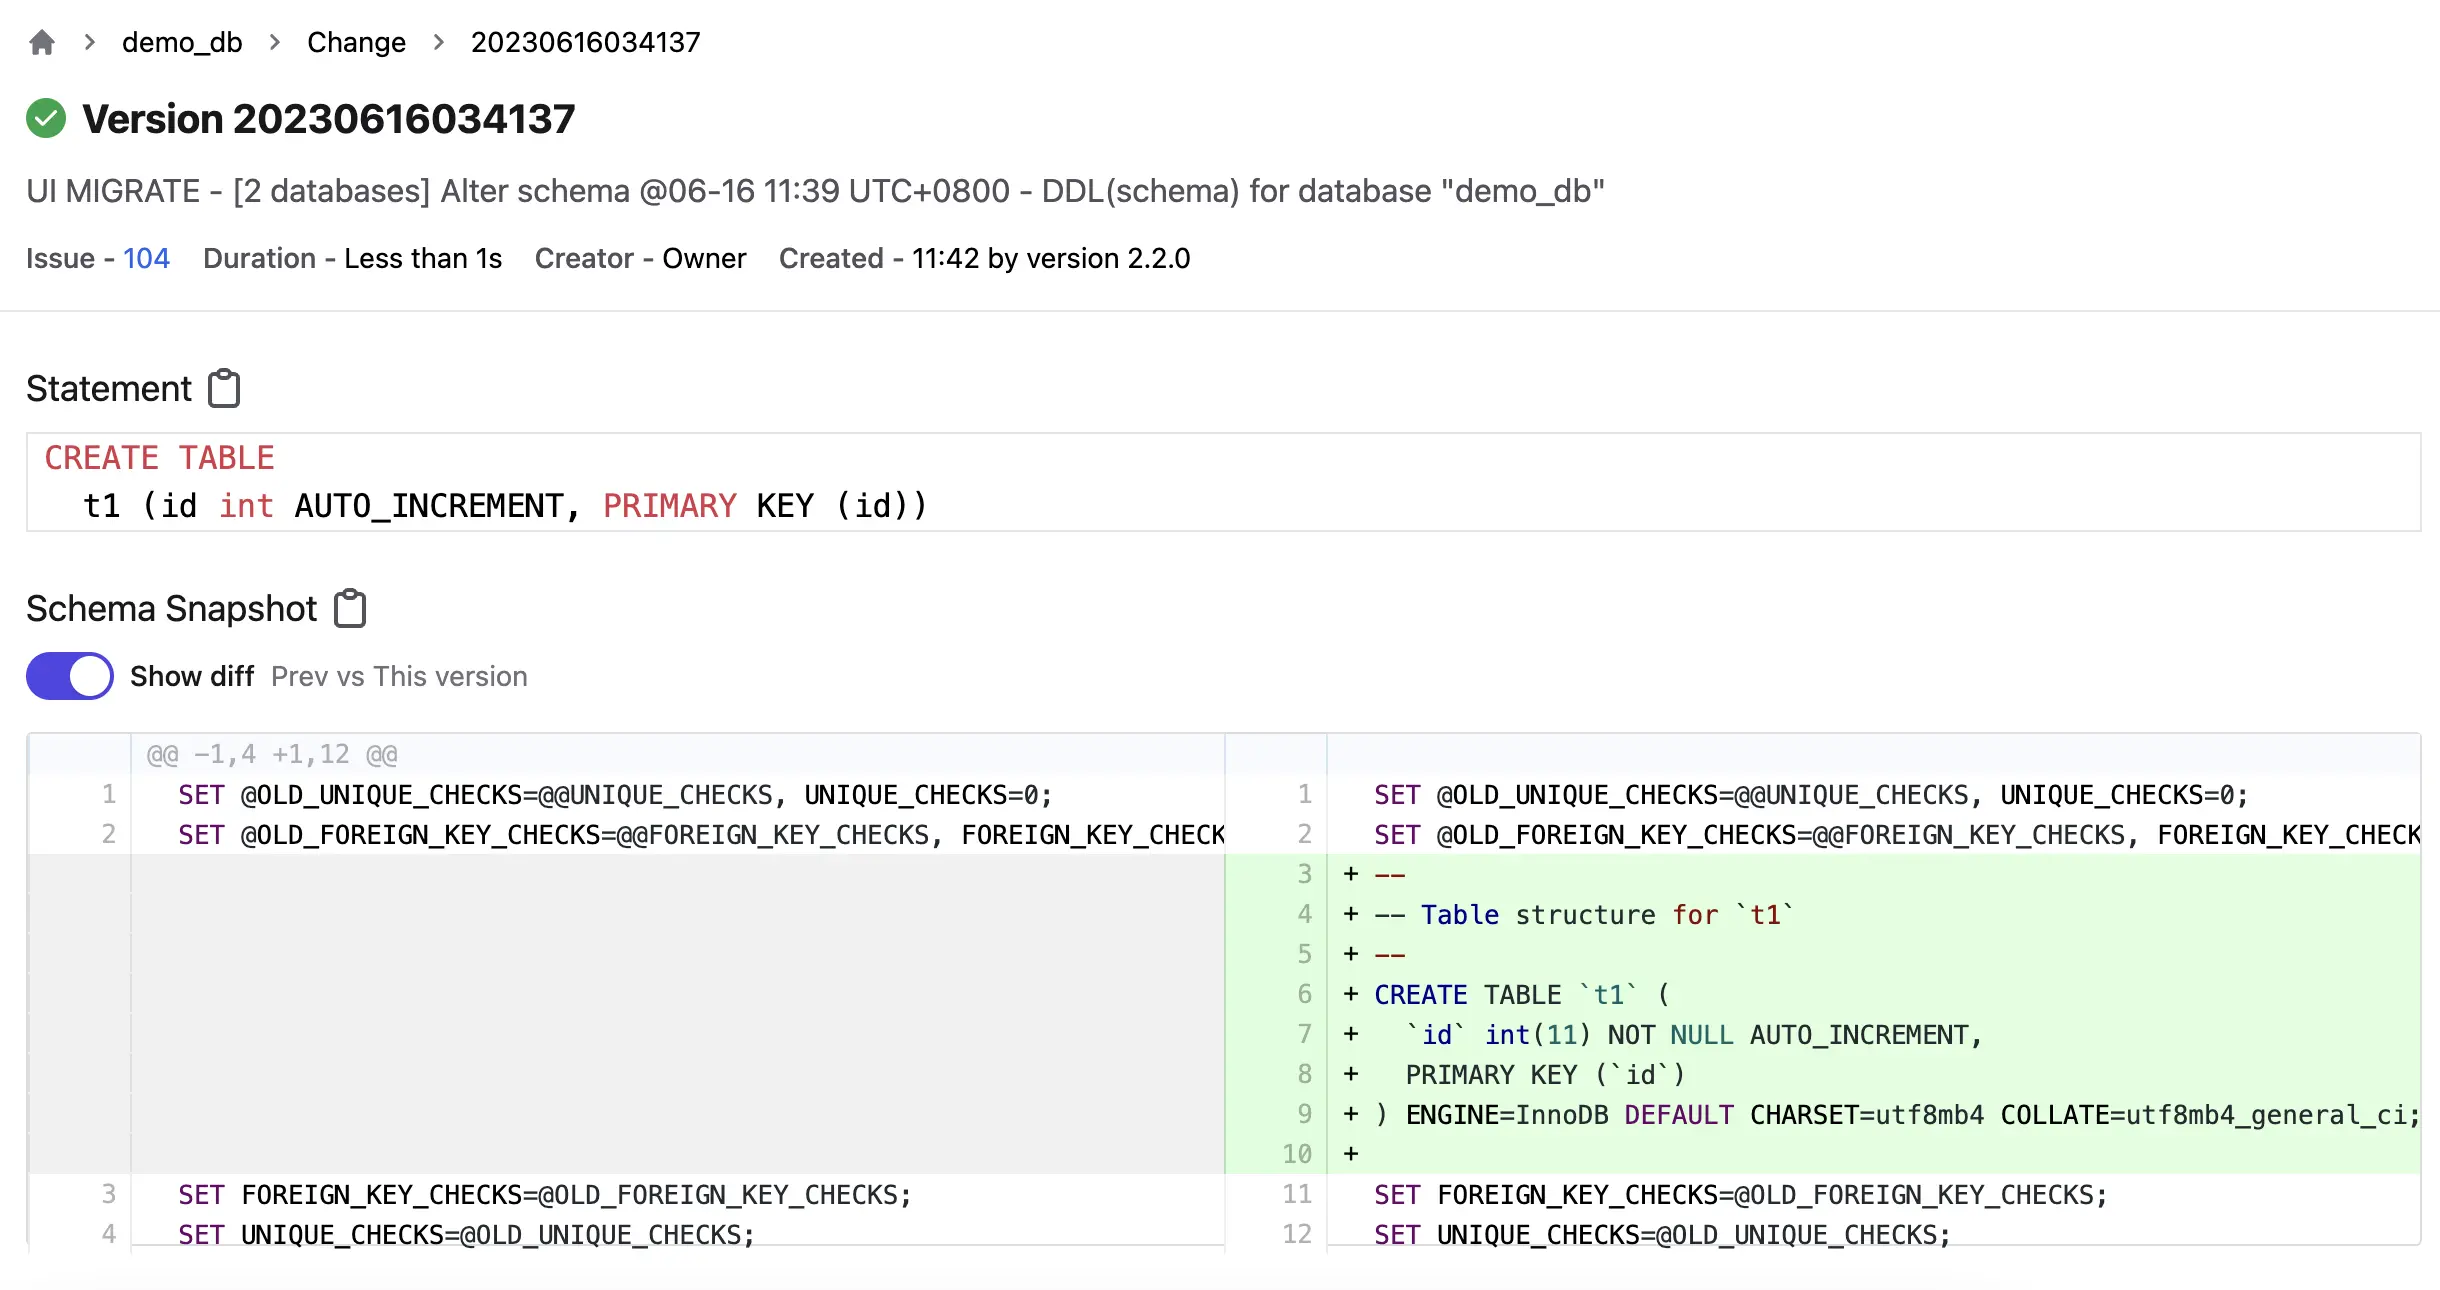 demo_db > Change > 20230616034137
Version 20230616034137
UI MIGRATE - [2 databases] Alter schema @06-16 11:39 UTC+0800 - DDL(schema) for database "demo_db"
Issue - 104 Duration - Less than 1s Creator - Owner Created - 11:42 by version 2.2.0
Statement
CREATE TABLE
t1 (id int AUTO_INCREMENT, PRIMARY KEY (id))
Schema Snapshot
Show diff Prev vs This version
@@ -1,4 +1,12 @@
1 SET @OLD_UNIQUE_CHECKS=@@UNIQUE_CHECKS, UNIQUE_CHECKS=0;
2 SET @OLD_FOREIGN_KEY_CHECKS=@@FOREIGN_KEY_CHECKS, FOREIGN_KEY_CHECK
3 SET FOREIGN_KEY_CHECKS=@OLD_FOREIGN_KEY_CHECKS;
4 SET UNIQUE_CHECKS=@OLD_UNIQUE_CHECKS;
1 SET @OLD_UNIQUE_CHECKS=@@UNIQUE_CHECKS, UNIQUE_CHECKS=0;
2 SET @OLD_FOREIGN_KEY_CHECKS=@@FOREIGN_KEY_CHECKS, FOREIGN_KEY_CHECK
3 + --
4 + -- Table structure for `t1`
5 + --
6 + CREATE TABLE `t1` (
7 + `id` int(11) NOT NULL AUTO_INCREMENT,
8 + PRIMARY KEY (`id`)
9 + ) ENGINE=InnoDB DEFAULT CHARSET=utf8mb4 COLLATE=utf8mb4_general_ci;
10 +
11 SET FOREIGN_KEY_CHECKS=@OLD_FOREIGN_KEY_CHECKS;
12 SET UNIQUE_CHECKS=@OLD_UNIQUE_CHECKS;